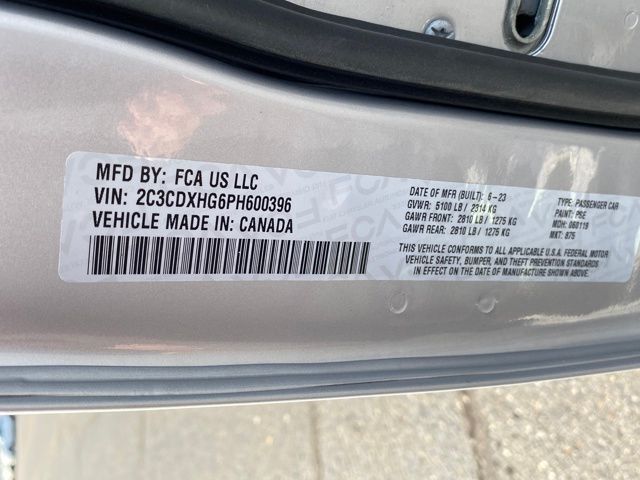 MFD BY: FCA US LLC
VIN: 2C3CDXHG6PH600396
VEHICLE MADE IN: CANADA
DATE OF MFR (BUILT): 6-23
GVWR: 5100 LB / 2314 KG
GAWR FRONT: 2810 LB / 1275 KG
GAWR REAR: 2810 LB / 1275 KG
TYPE: PASSENGER CAR
PAINT: PSE
MDH: 060119
MKT: 875
THIS VEHICLE CONFORMS TO ALL APPLICABLE U.S.A. FEDERAL MOTOR
VEHICLE SAFETY, BUMPER, AND THEFT PREVENTION STANDARDS
IN EFFECT ON THE DATE OF MANUFACTURE SHOWN ABOVE.